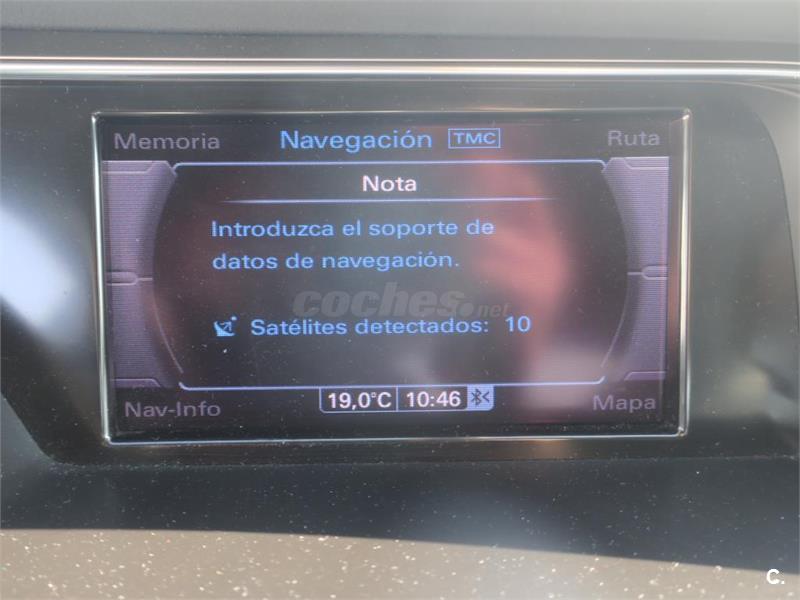 Memoria Navegación TMC Ruta
Nota
Introduzca el soporte de
datos de navegación.
coches.net
Satélites detectados: 10
19,0°C 10:46
Nav-Info Mapa
C.